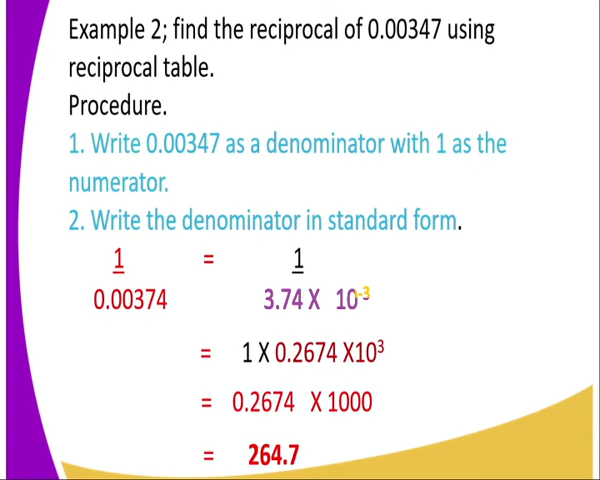 Example 2; find the reciprocal of 0.00347 using
reciprocal table.
Procedure.
1. Write 0.00347 as a denominator with 1 as the
numerator.
2. Write the denominator in standard form.
1 = 1
0.00374 3.74 X 10⁻³
= 1 X 0.2674 X10³
= 0.2674 X 1000
= 264.7